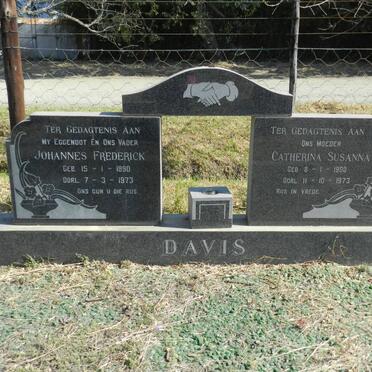 TER GEDAGTENIS AAN
MY EGGENOOT EN ONS VADER
JOHANNES FREDERICK
GEB. 15 - 1 - 1890
OORL. 7 - 3 - 1973
ONS GUN U DIE RUS
TER GEDAGTENIS AAN
ONS MOEDER
CATHERINA SUSANNA
GEB. 8 - 1 - 1900
OORL. 11 - 10 - 1973
RUS IN VREDE
DAVIS